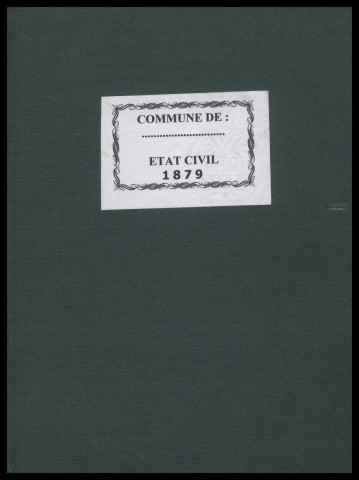 COMMUNE DE :
............................
ETAT CIVIL
1879